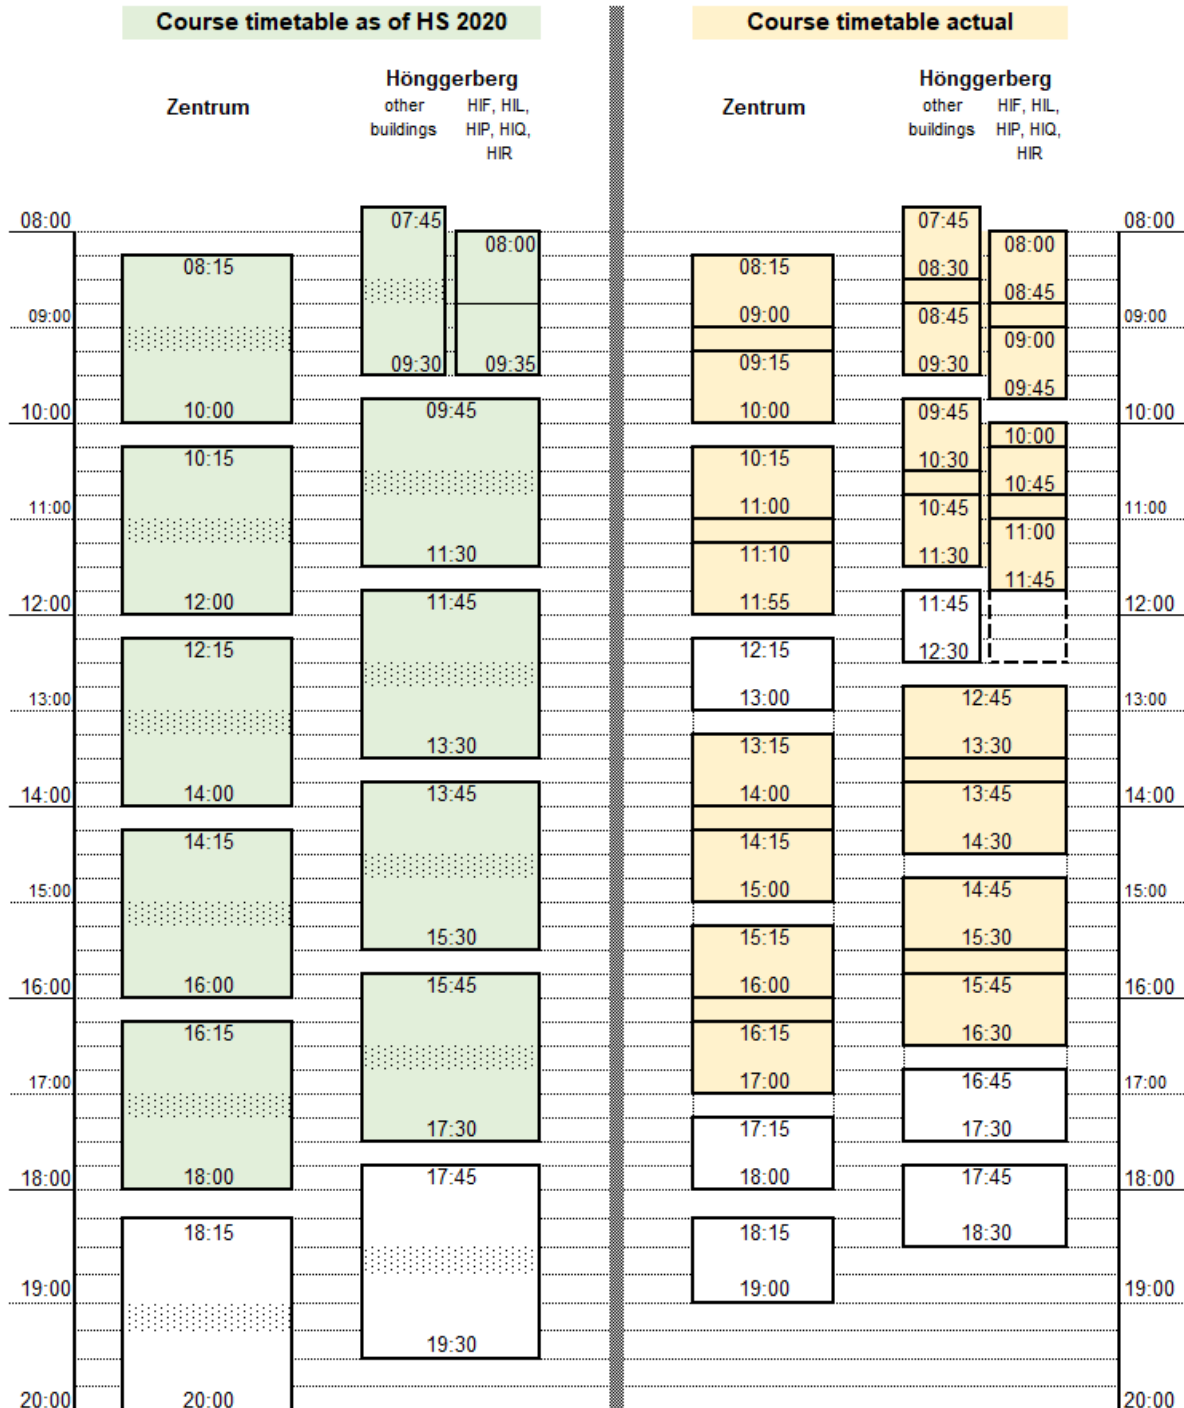 Course timetable as of HS 2020 Course timetable actual
Hönggerberg Hönggerberg
Zentrum other HIF, HIL, Zentrum other HIF, HIL,
buildings HIP, HIQ, buildings HIP, HIQ,
HIR HIR
08:00 07:45 07:45 08:00
08:00 08:00
08:15 08:15 08:30
08:45
09:00 09:00 08:45 09:00
09:00
09:30 09:35 09:15 09:30
09:45
10:00 10:00 09:45 10:00 09:45 10:00
10:00
10:15 10:15 10:30
10:45
11:00 11:00 10:45 11:00
11:00
11:30 11:10 11:30
11:45
12:00 12:00 11:45 11:55 11:45 12:00
12:15 12:15 12:30
13:00 13:00 12:45 13:00
13:30 13:15 13:30
14:00 14:00 13:45 14:00 13:45 14:00
14:15 14:15 14:30
15:00 15:00 14:45 15:00
15:30 15:15 15:30
16:00 16:00 15:45 16:00 15:45 16:00
16:15 16:15 16:30
17:00 17:00 16:45 17:00
17:30 17:15 17:30
18:00 18:00 17:45 18:00 17:45 18:00
18:15 18:15 18:30
19:00 19:00 19:00
19:30
20:00 20:00 20:00